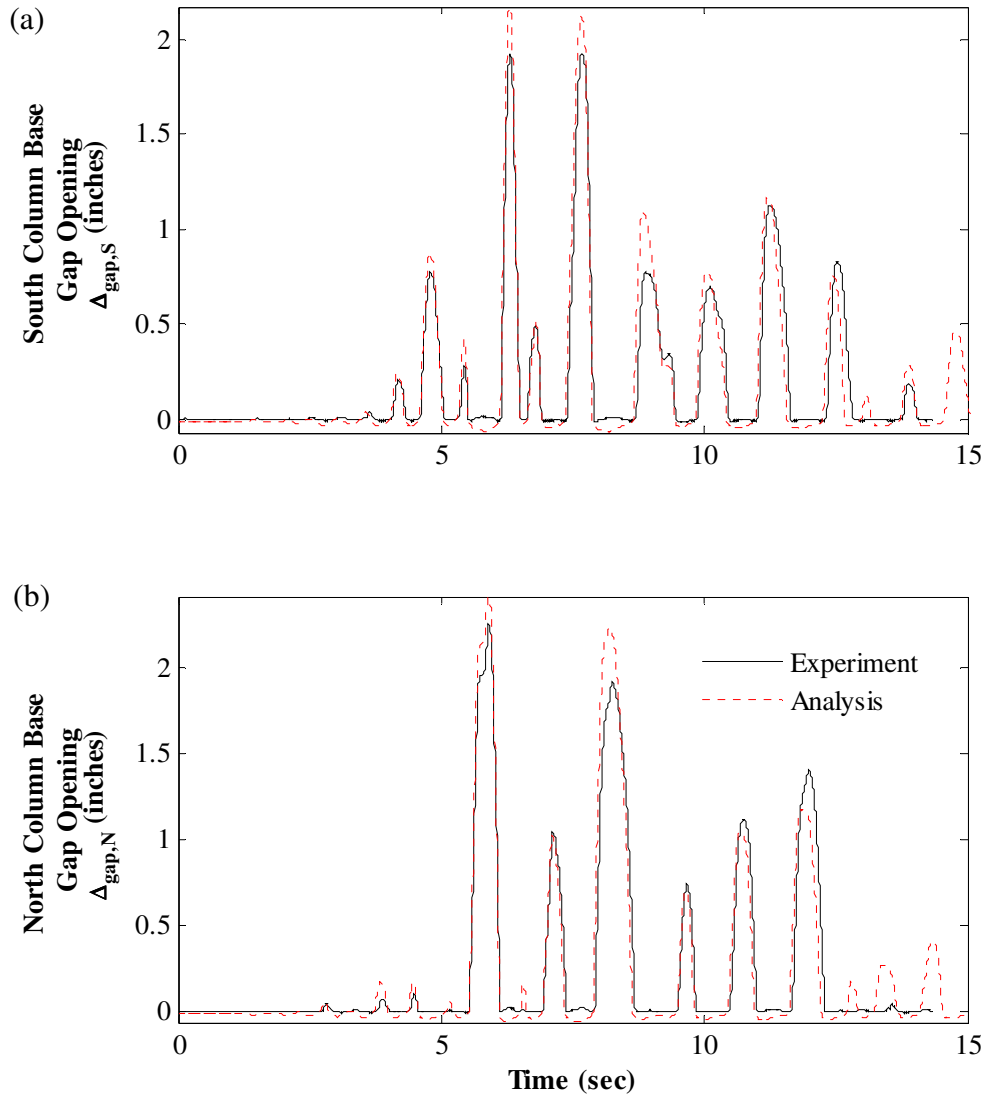 (a)
South Column Base
Gap Opening
Δgap,S (inches)
2
1.5
1
0.5
0
0
5
10
15
(b)
North Column Base
Gap Opening
Δgap,N (inches)
2
1.5
1
0.5
0
Experiment
Analysis
0
5
10
15
Time (sec)